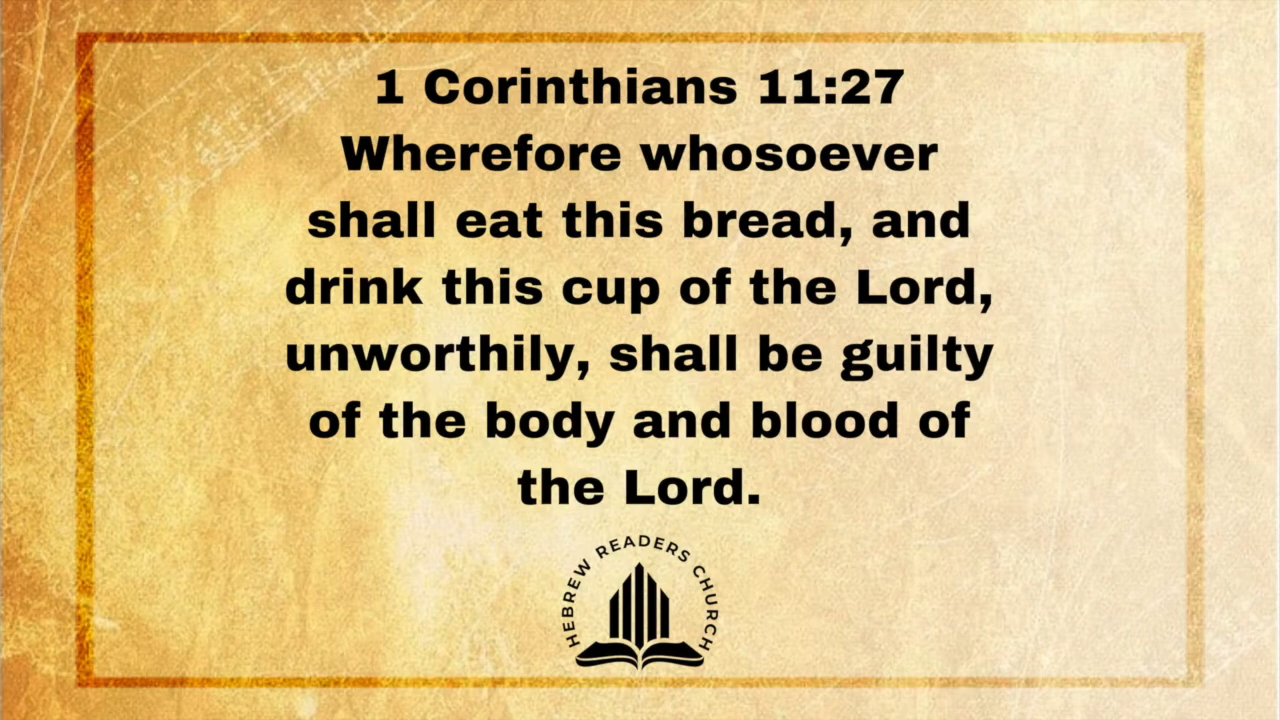 1 Corinthians 11:27
Wherefore whosoever
shall eat this bread, and
drink this cup of the Lord,
unworthily, shall be guilty
of the body and blood of
the Lord.
HEBREW READERS CHURCH